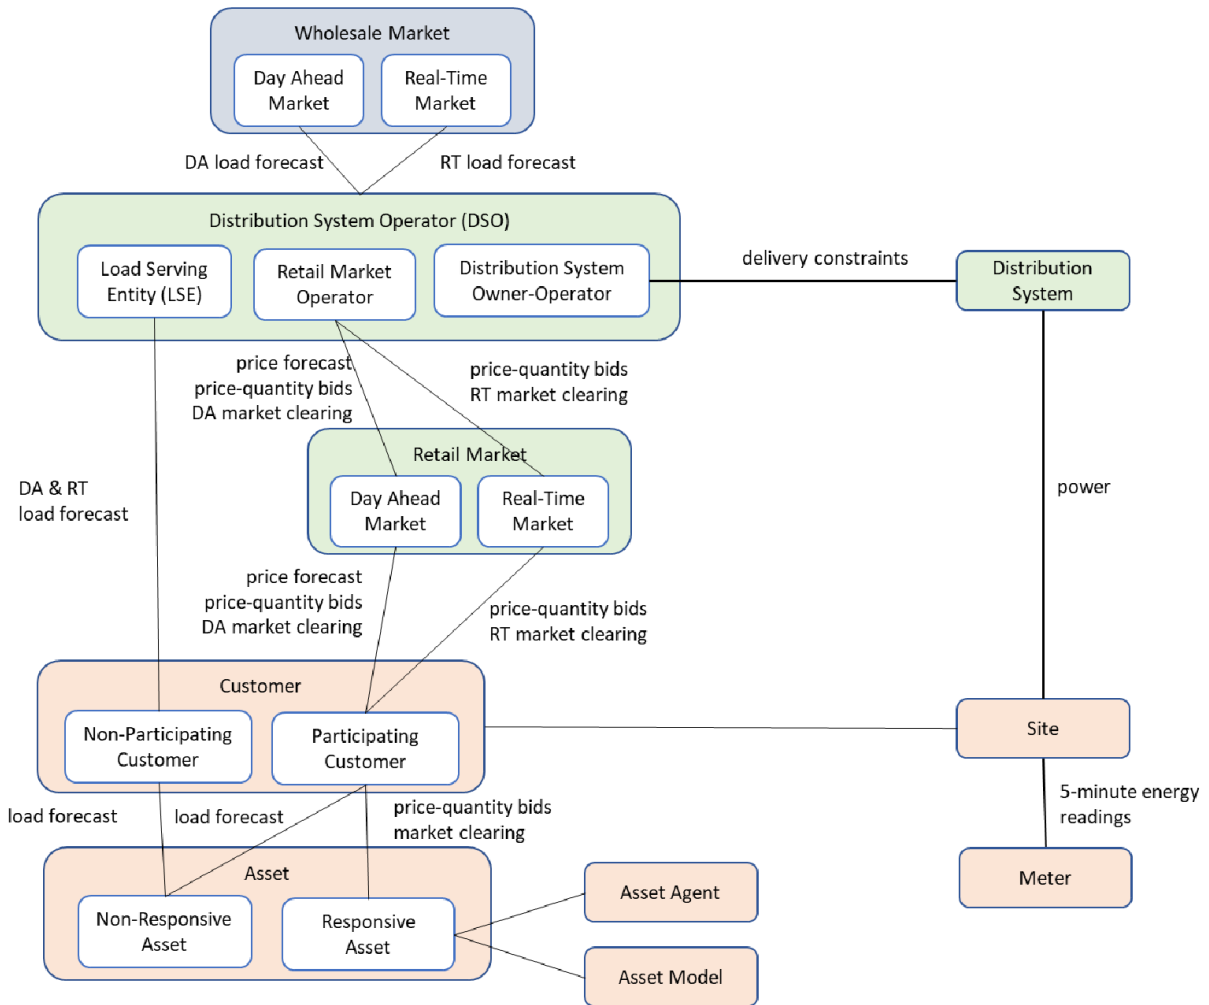 Wholesale Market
Day Ahead
Market
Real-Time
Market
DA load forecast
RT load forecast
Distribution System Operator (DSO)
Load Serving
Entity (LSE)
Retail Market
Operator
Distribution System
Owner-Operator
delivery constraints
Distribution
System
price forecast
price-quantity bids
DA market clearing
price-quantity bids
RT market clearing
Retail Market
Day Ahead
Market
Real-Time
Market
DA & RT
load forecast
power
price forecast
price-quantity bids
DA market clearing
price-quantity bids
RT market clearing
Customer
Non-Participating
Customer
Participating
Customer
Site
load forecast
load forecast
price-quantity bids
market clearing
5-minute energy
readings
Asset
Non-Responsive
Asset
Responsive
Asset
Asset Agent
Asset Model
Meter